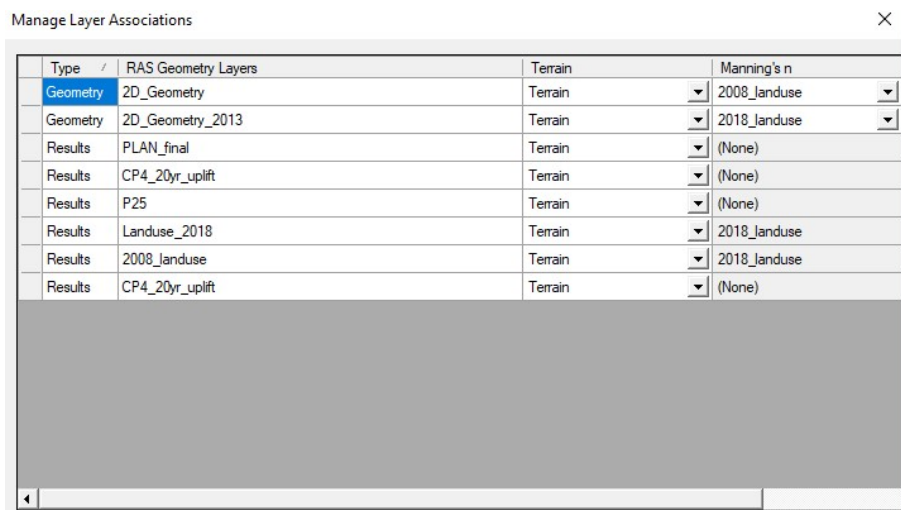 Manage Layer Associations
Type RAS Geometry Layers Terrain Manning's n
Geometry 2D_Geometry Terrain 2008_landuse
Geometry 2D_Geometry_2013 Terrain 2018_landuse
Results PLAN_final Terrain (None)
Results CP4_20yr_uplift Terrain (None)
Results P25 Terrain (None)
Results Landuse_2018 Terrain 2018_landuse
Results 2008_landuse Terrain 2018_landuse
Results CP4_20yr_uplift Terrain (None)